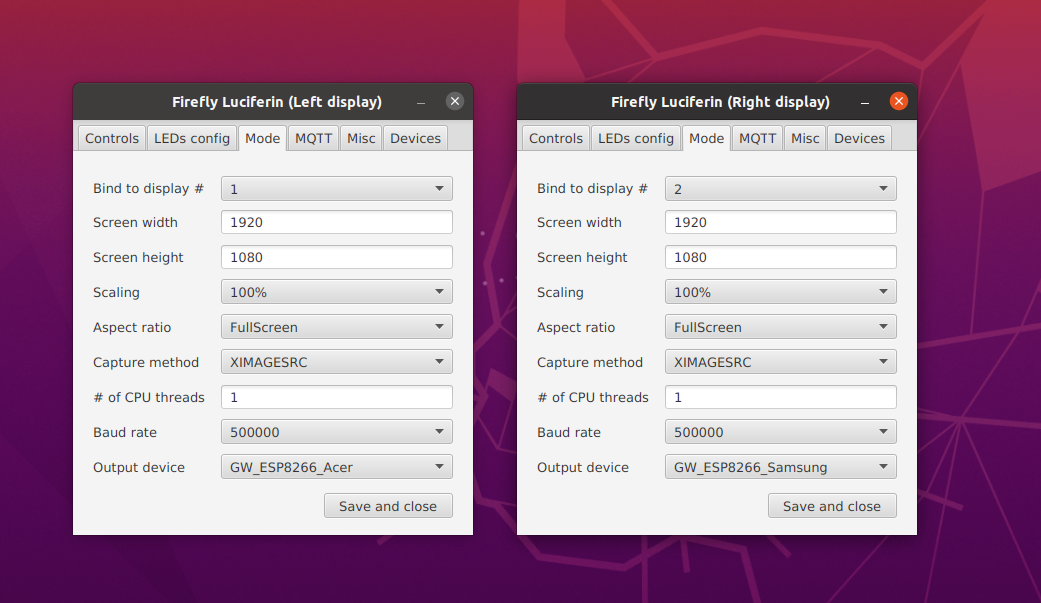 Firefly Luciferin (Left display)
Controls LEDs config Mode MQTT Misc Devices
Bind to display # 1
Screen width 1920
Screen height 1080
Scaling 100%
Aspect ratio FullScreen
Capture method XIMAGESRC
# of CPU threads 1
Baud rate 500000
Output device GW_ESP8266_Acer
Save and close
Firefly Luciferin (Right display)
Controls LEDs config Mode MQTT Misc Devices
Bind to display # 2
Screen width 1920
Screen height 1080
Scaling 100%
Aspect ratio FullScreen
Capture method XIMAGESRC
# of CPU threads 1
Baud rate 500000
Output device GW_ESP8266_Samsung
Save and close